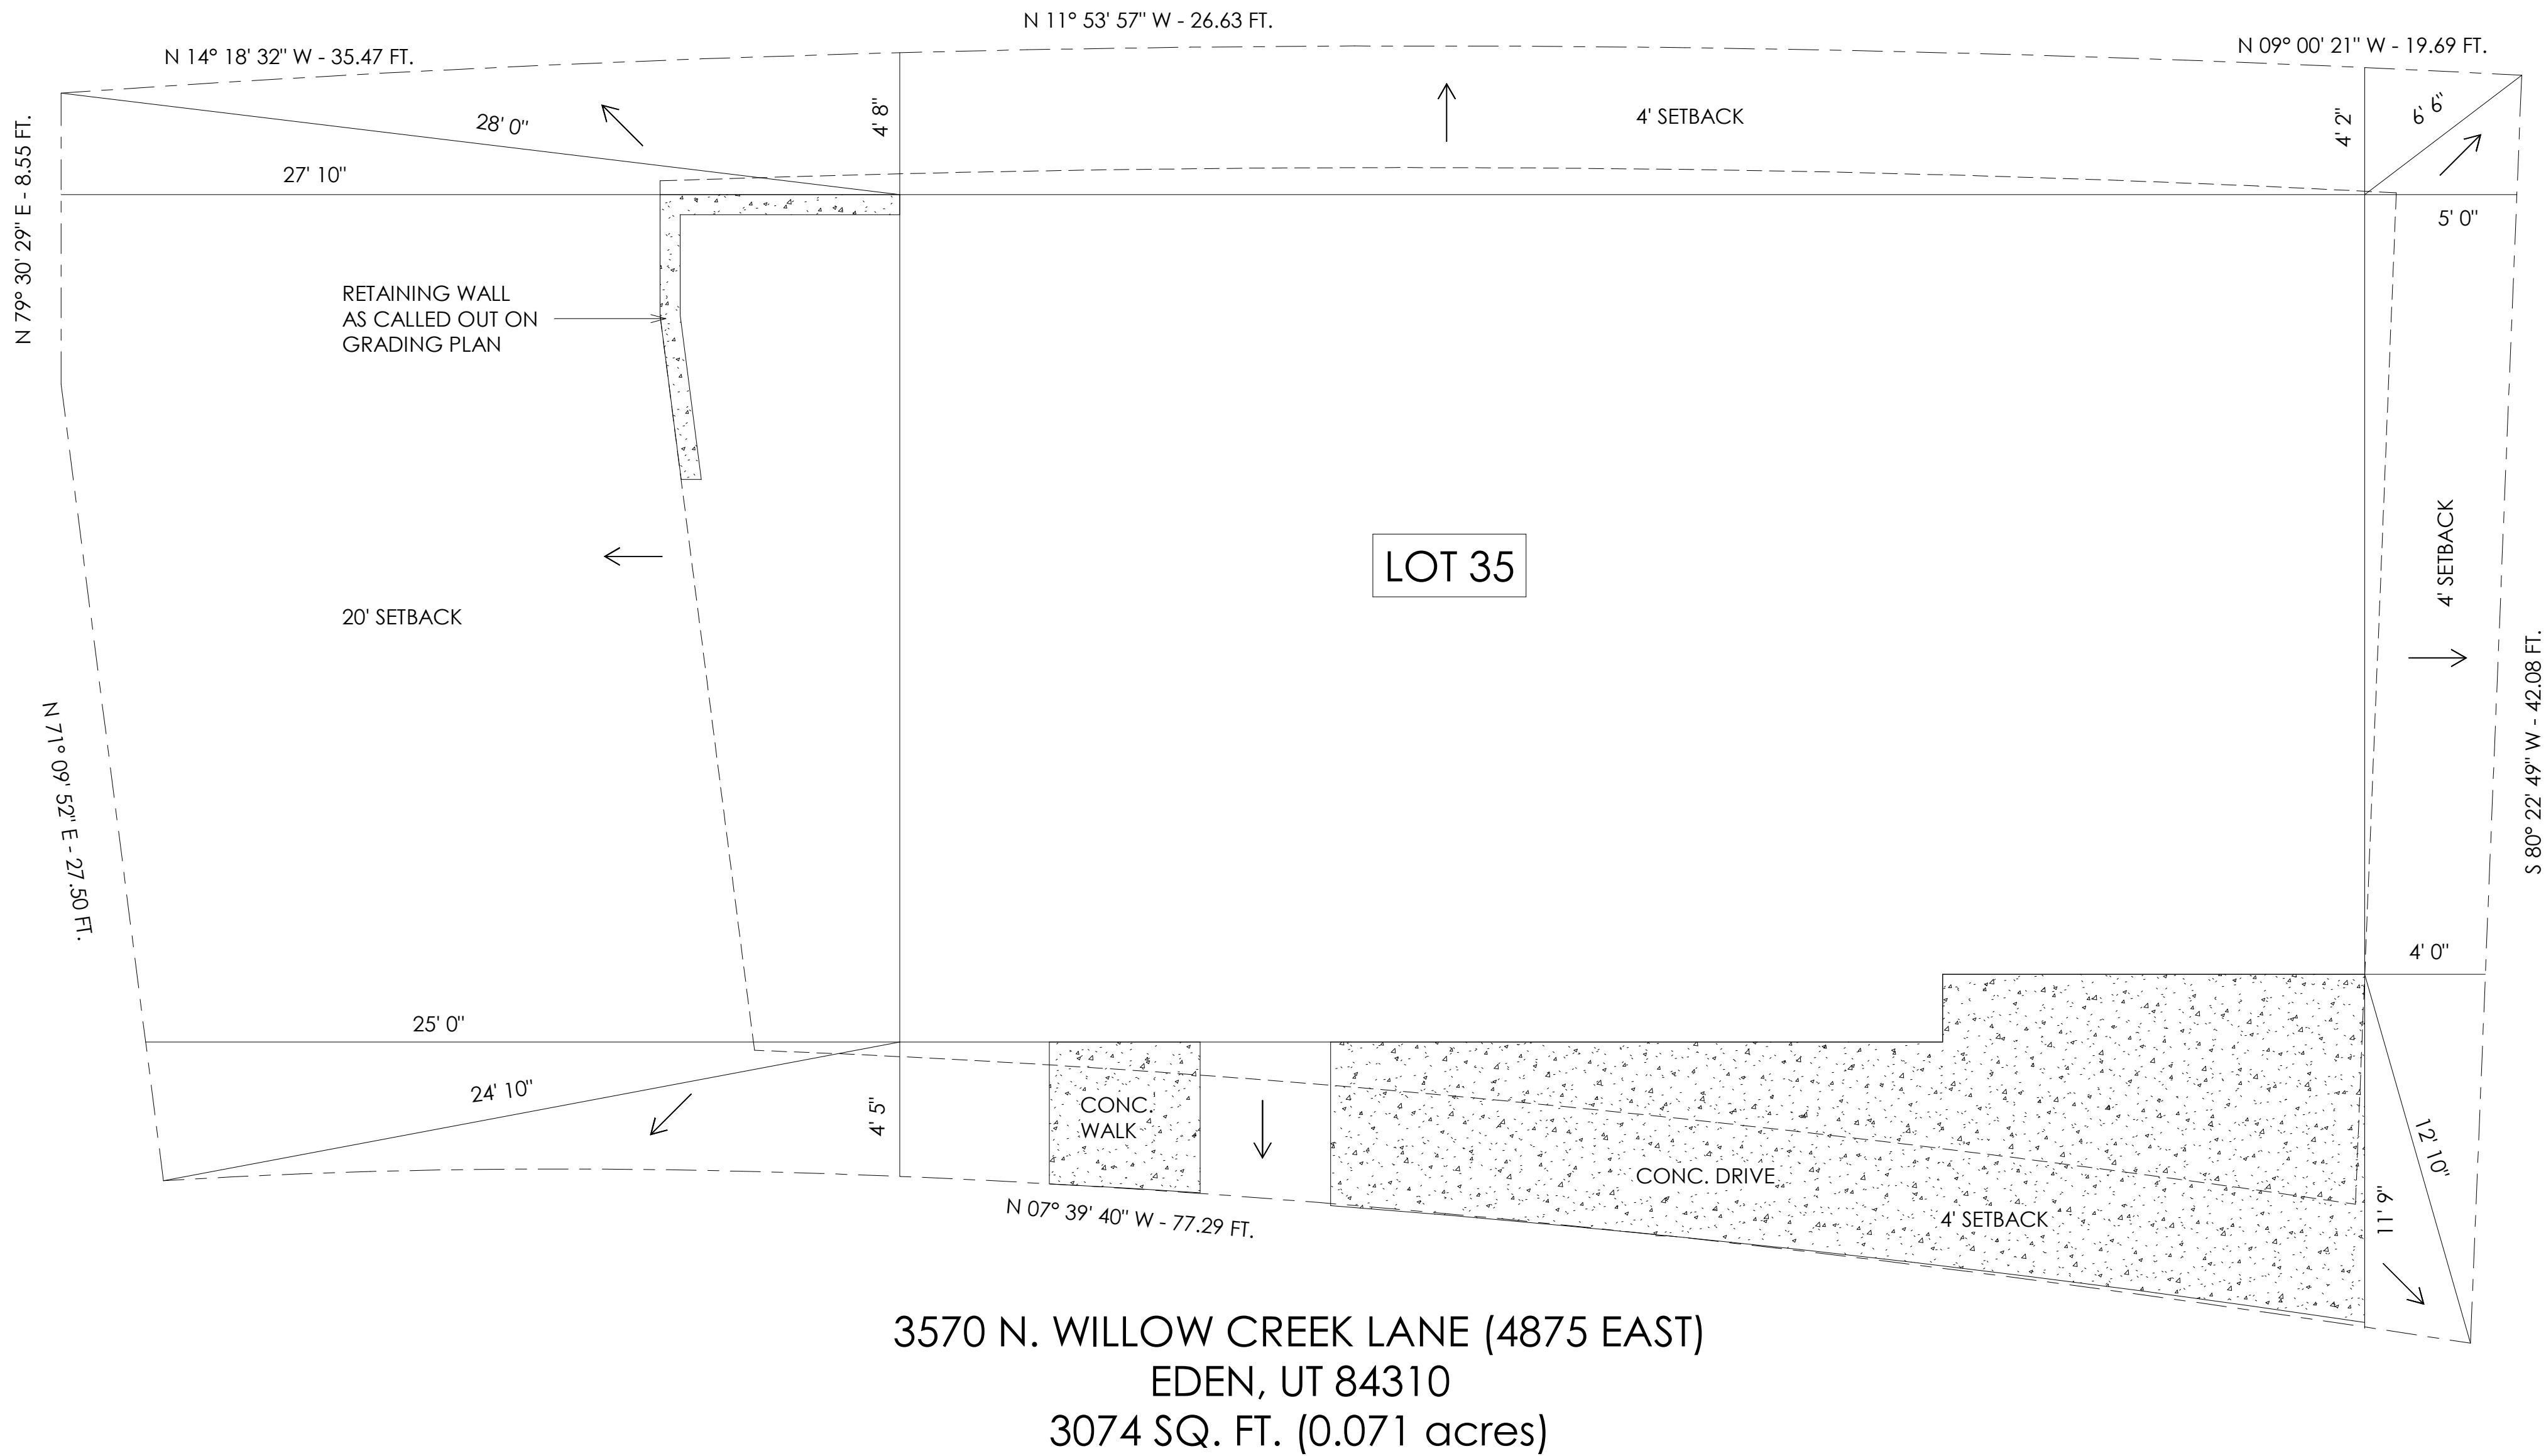 N 11° 53' 57" W - 26.63 FT.
N 14° 18' 32" W - 35.47 FT.
N 09° 00' 21" W - 19.69 FT.
28' 0"
4' 8"
4' SETBACK
4' 2"
6' 6"
N 79° 30' 29" E - 8.55 FT.
27' 10"
5' 0"
RETAINING WALL
AS CALLED OUT ON
GRADING PLAN
LOT 35
4' SETBACK
20' SETBACK
S 80° 22' 49" W - 42.08 FT.
N 71° 09' 52" E - 27.50 FT.
4' 0"
25' 0"
24' 10"
4' 5"
CONC.
WALK
12' 10"
CONC. DRIVE
11' 9"
4' SETBACK
N 07° 39' 40" W - 77.29 FT.
3570 N. WILLOW CREEK LANE (4875 EAST)
EDEN, UT 84310
3074 SQ. FT. (0.071 acres)